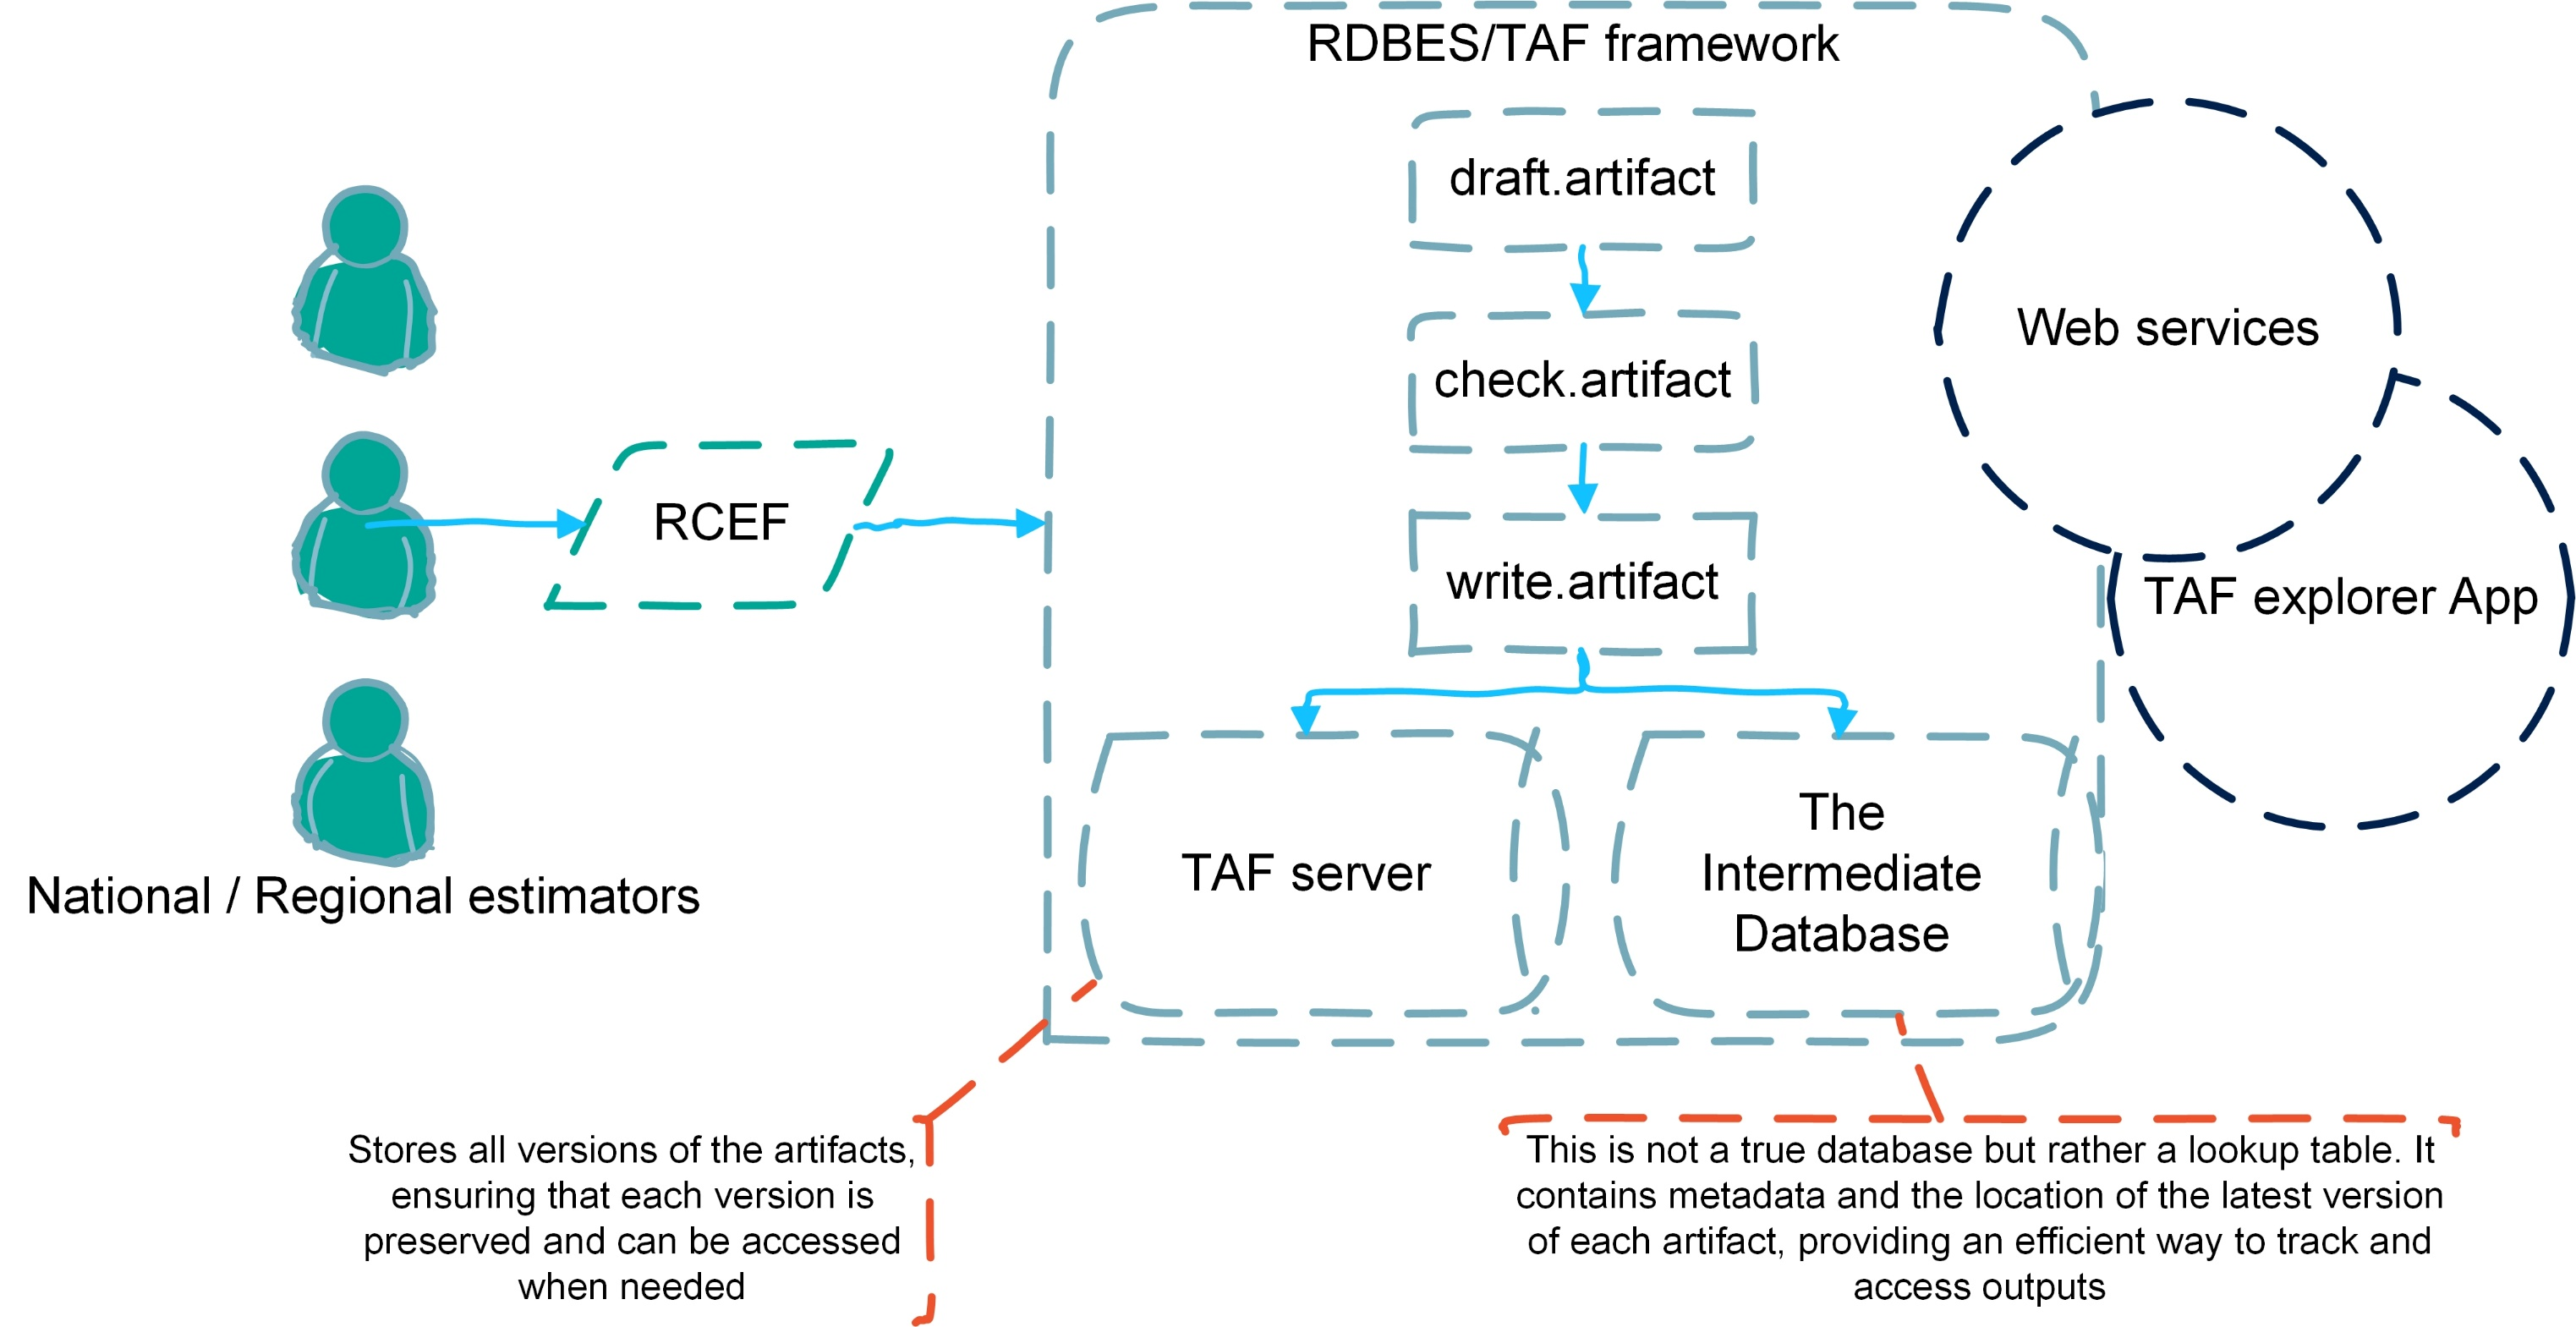 RDBES/TAF framework
draft.artifact
check.artifact
write.artifact
Web services
TAF explorer App
RCEF
National / Regional estimators
TAF server
The
Intermediate
Database
Stores all versions of the artifacts,
ensuring that each version is
preserved and can be accessed
when needed
This is not a true database but rather a lookup table. It
contains metadata and the location of the latest version
of each artifact, providing an efficient way to track and
access outputs